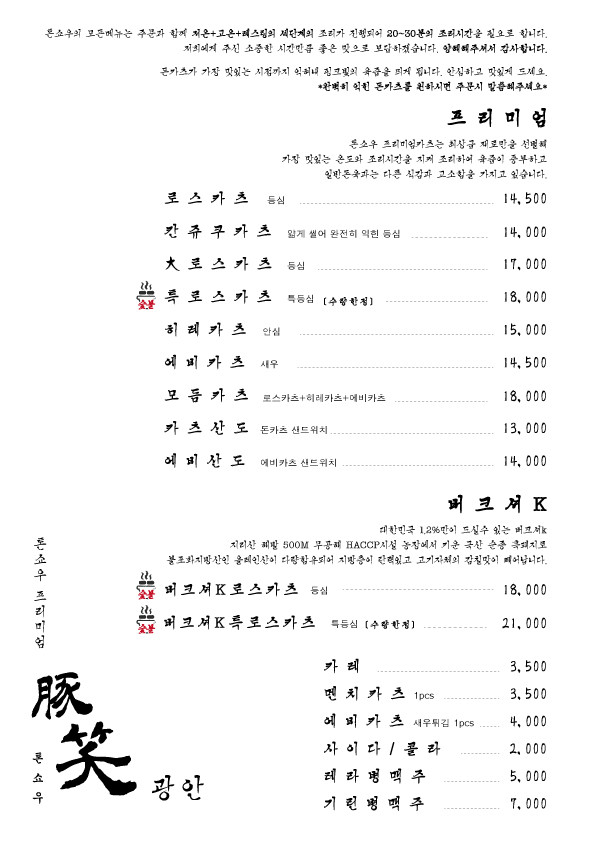 톤쇼우의 모든메뉴는 주문과 함께 저온+고온+레스팅의 세단계의 조리가 진행되어 20~30분의 조리시간을 필요로 합니다.
저희에게 주신 소중한 시간만큼 좋은 맛으로 보답하겠습니다. 양해해주셔서 감사합니다.
돈카츠가 가장 맛있는 시점까지 익혀내 핑크빛의 육즙을 띄게 됩니다. 안심하고 맛있게 드세요.
*완벽히 익힌 돈카츠를 원하시면 주문시 말씀해주세요*
프리미엄
톤쇼우 프리미엄카츠는 최상급 재료만을 선별해
가장 맛있는 온도와 조리시간을 지켜 조리하여 육즙이 풍부하고
일반돈육과는 다른 식감과 고소함을 가지고 있습니다.
로스카츠 등심 14,500
칸쥬쿠카츠 얇게 썰어 완전히 익힌 등심 14,000
大로스카츠 등심 17,000
숯불 특로스카츠 특등심 (수량한정) 18,000
히레카츠 안심 15,000
에비카츠 새우 14,500
모듬카츠 로스카츠+히레카츠+에비카츠 18,000
카츠산도 돈카츠 샌드위치 13,000
에비산도 에비카츠 샌드위치 14,000
버크셔K
대한민국 1.2%만이 드실수 있는 버크셔k
지리산 해발 500M 무공해 HACCP시설 농장에서 키운 국산 순종 흑돼지로
불포화지방산인 올레인산이 다량함유되어 지방층이 탄력있고 고기자체의 감칠맛이 빼어납니다.
숯불 버크셔K로스카츠 등심 18,000
숯불 버크셔K특로스카츠 특등심 (수량한정) 21,000
카레 3,500
멘치카츠 1pcs 3,500
에비카츠 새우튀김 1pcs 4,000
사이다/콜라 2,000
테라병맥주 5,000
기린병맥주 7,000
톤쇼우 프리미엄
豚笑
톤쇼우
광안